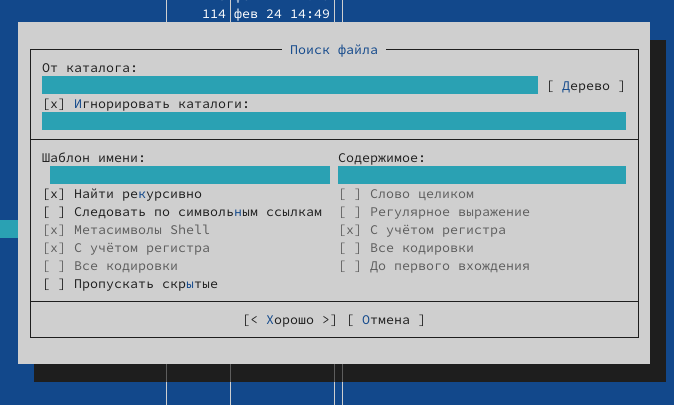 114 фев 24 14:49
Поиск файла
От каталога:
[ Дерево ]
[x] Игнорировать каталоги:
Шаблон имени: Содержимое:
[x] Найти рекурсивно [ ] Слово целиком
[ ] Следовать по символьным ссылкам [ ] Регулярное выражение
[x] Метасимволы Shell [x] С учётом регистра
[x] С учётом регистра [ ] Все кодировки
[ ] Все кодировки [ ] До первого вхождения
[ ] Пропускать скрытые
[< Хорошо >] [ Отмена ]